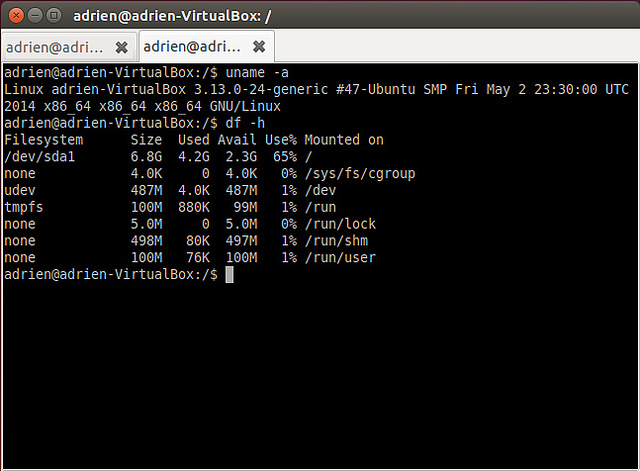 adrien@adrien-VirtualBox: /
adrien@adri... adrien@adri...
adrien@adrien-VirtualBox:/$ uname -a
Linux adrien-VirtualBox 3.13.0-24-generic #47-Ubuntu SMP Fri May 2 23:30:00 UTC
2014 x86_64 x86_64 x86_64 GNU/Linux
adrien@adrien-VirtualBox:/$ df -h
Filesystem      Size  Used Avail Use% Mounted on
/dev/sda1       6.8G  4.2G  2.3G  65% /
none            4.0K     0  4.0K   0% /sys/fs/cgroup
udev            487M  4.0K  487M   1% /dev
tmpfs           100M  880K   99M   1% /run
none            5.0M     0  5.0M   0% /run/lock
none            498M   80K  497M   1% /run/shm
none            100M   76K  100M   1% /run/user
adrien@adrien-VirtualBox:/$